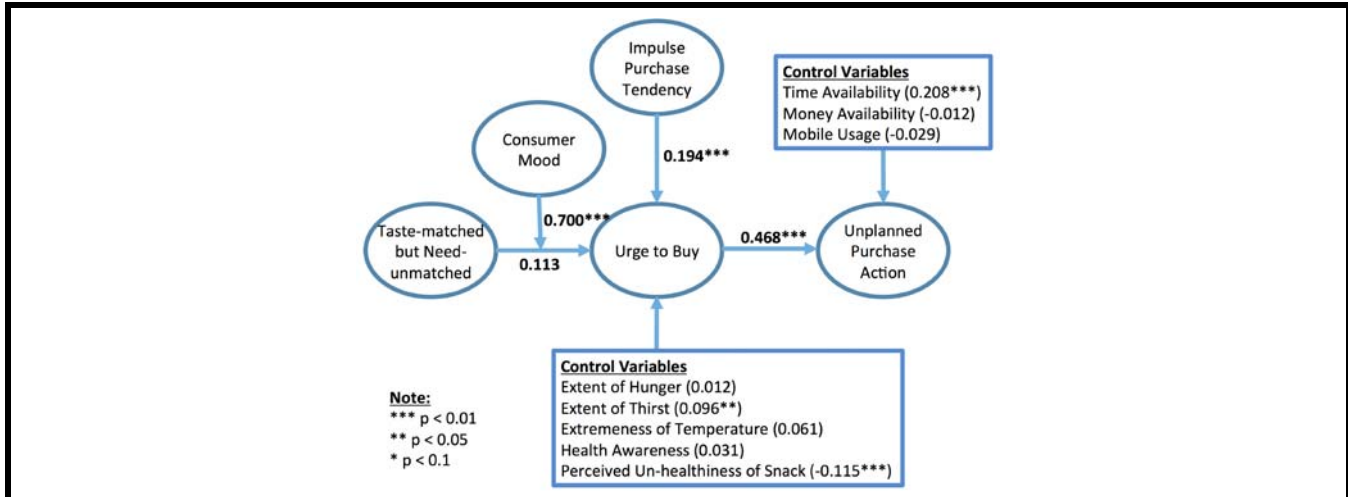 Impulse
Purchase
Tendency
Control Variables
Time Availability (0.208***)
Money Availability (-0.012)
Mobile Usage (-0.029)
Consumer
Mood
0.194***
0.700***
Taste-matched
but Need-
unmatched
0.113
Urge to Buy
0.468***
Unplanned
Purchase
Action
Control Variables
Extent of Hunger (0.012)
Extent of Thirst (0.096**)
Extremeness of Temperature (0.061)
Health Awareness (0.031)
Perceived Un-healthiness of Snack (-0.115***)
Note:
*** p < 0.01
** p < 0.05
* p < 0.1